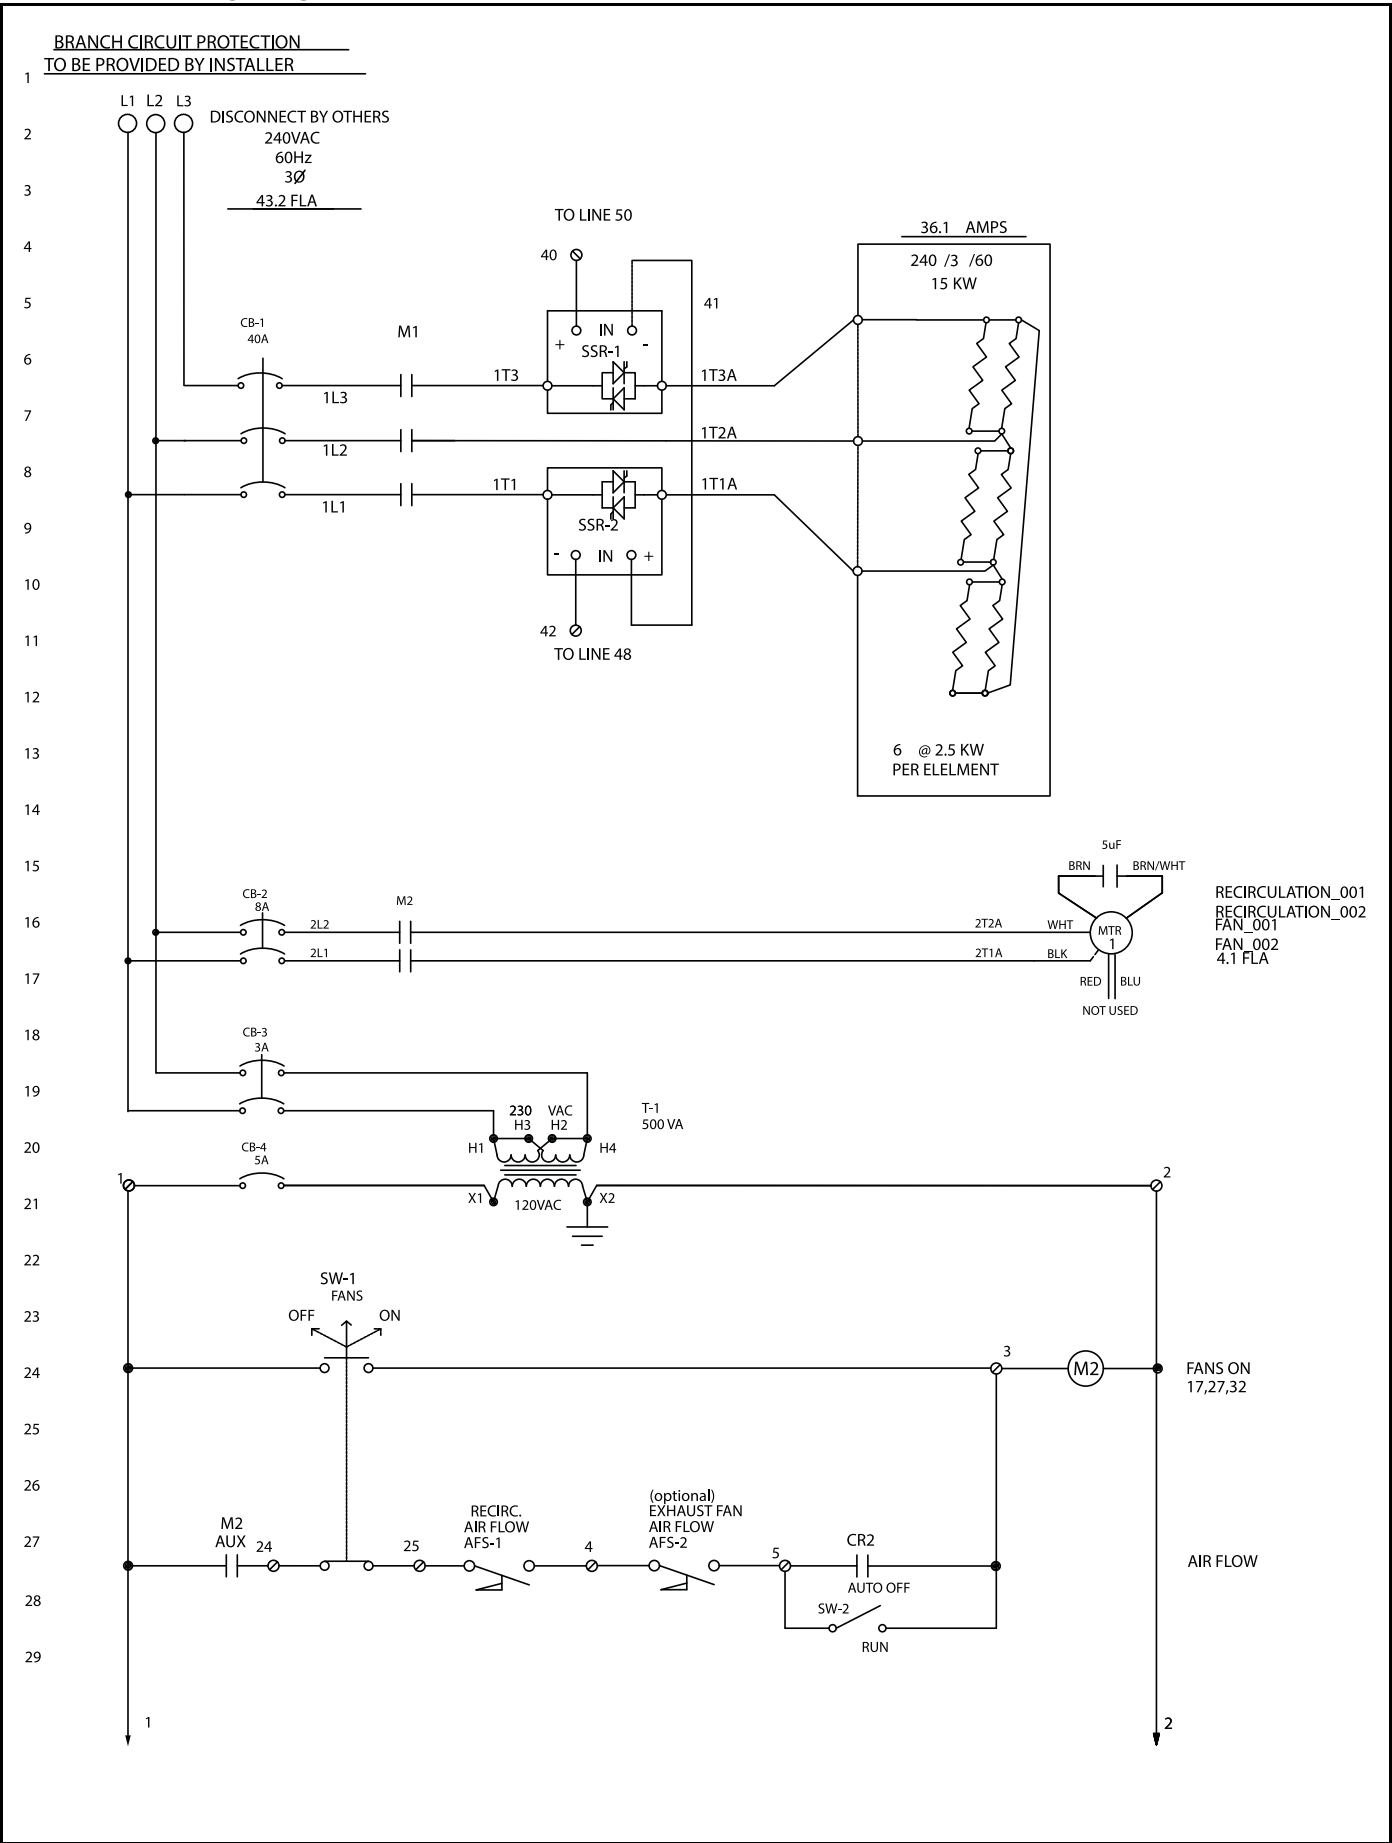 BRANCH CIRCUIT PROTECTION
TO BE PROVIDED BY INSTALLER
1
L1 L2 L3
DISCONNECT BY OTHERS
2
240VAC
60Hz
3Ø
3
43.2 FLA
TO LINE 50
36.1 AMPS
4
40
240 /3 /60
15 KW
5
41
CB-1
40A
M1
IN
+ -
SSR-1
6
1T3
1T3A
1L3
7
1T2A
1L2
8
1T1
1T1A
1L1
9
SSR-2
- IN +
10
42
11
TO LINE 48
12
13
6 @ 2.5 KW
PER ELELMENT
14
5uF
15
BRN
BRN/WHT
CB-2
8A
M2
RECIRCULATION_001
RECIRCULATION_002
FAN_001
FAN_002
4.1 FLA
16
2L2
2T2A
WHT
MTR
1
2L1
2T1A
BLK
17
RED
BLU
NOT USED
18
CB-3
3A
19
230 VAC
H3 H2
T-1
500 VA
20
CB-4
5A
H1
H4
1
2
21
X1
120VAC
X2
22
SW-1
FANS
23
OFF
ON
24
3
M2
FANS ON
17,27,32
25
26
(optional)
EXHAUST FAN
AIR FLOW
AFS-2
RECIRC.
AIR FLOW
AFS-1
27
M2
AUX
24
25
4
5
CR2
AIR FLOW
AUTO OFF
28
SW-2
RUN
29
1
2